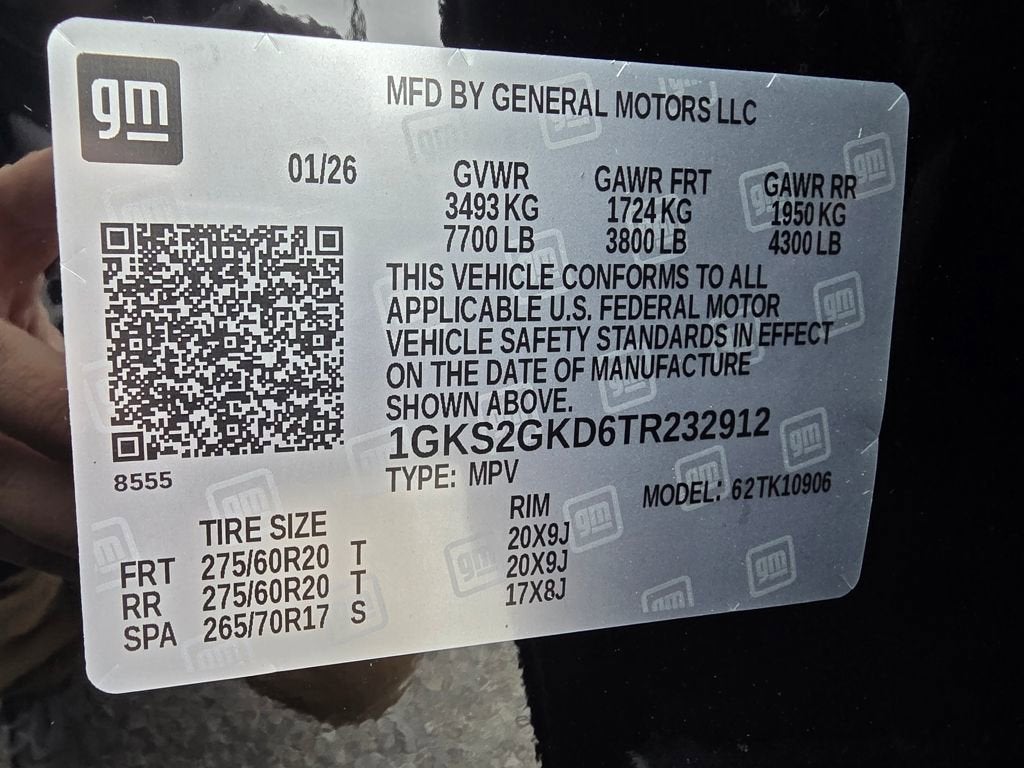 gm
MFD BY GENERAL MOTORS LLC
01/26
GVWR GAWR FRT GAWR RR
3493 KG 1724 KG 1950 KG
7700 LB 3800 LB 4300 LB
THIS VEHICLE CONFORMS TO ALL
APPLICABLE U.S. FEDERAL MOTOR
VEHICLE SAFETY STANDARDS IN EFFECT
ON THE DATE OF MANUFACTURE
SHOWN ABOVE.
1GKS2GKD6TR232912
TYPE: MPV
8555
MODEL: 62TK10906
TIRE SIZE RIM
FRT 275/60R20 T 20X9J
RR 275/60R20 T 20X9J
SPA 265/70R17 S 17X8J